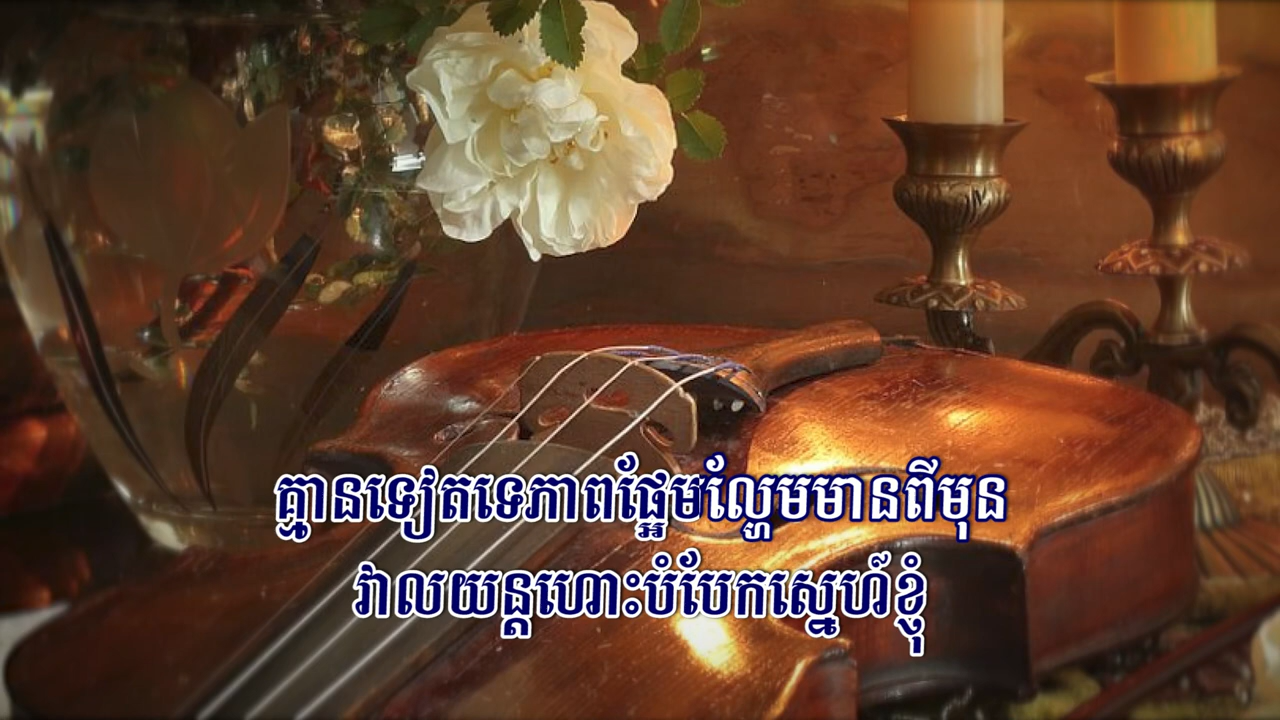 គ្មានទៀតទេភាពផ្អែមល្ហែមមានពីមុន
វាលយន្តហោះបំបែកស្នេហ៍ខ្ញុំ